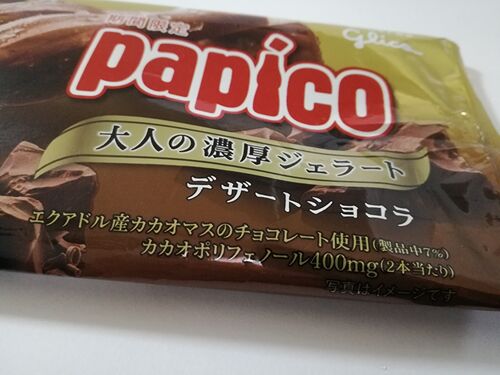 期間限定
Glico
papico
大人の濃厚ジェラート
デザートショコラ
エクアドル産カカオマスのチョコレート使用(製品中7%)
カカオポリフェノール400mg(2本当たり)
写真はイメージです